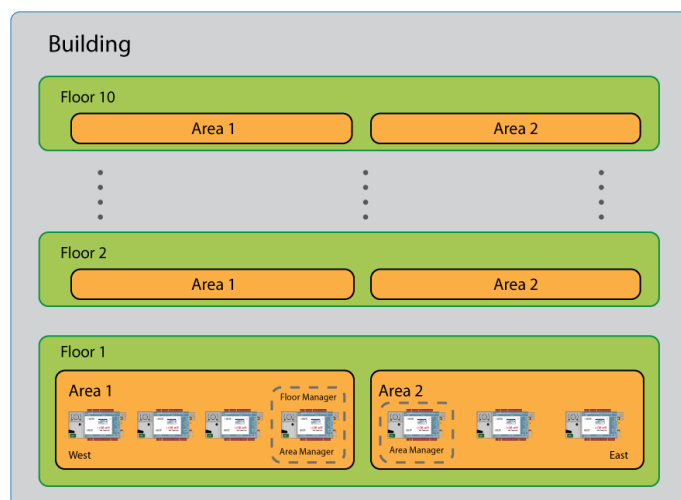 Building
Floor 10
Area 1
Area 2
Floor 2
Area 1
Area 2
Floor 1
Area 1
Floor Manager
Area Manager
West
Area 2
Area Manager
East